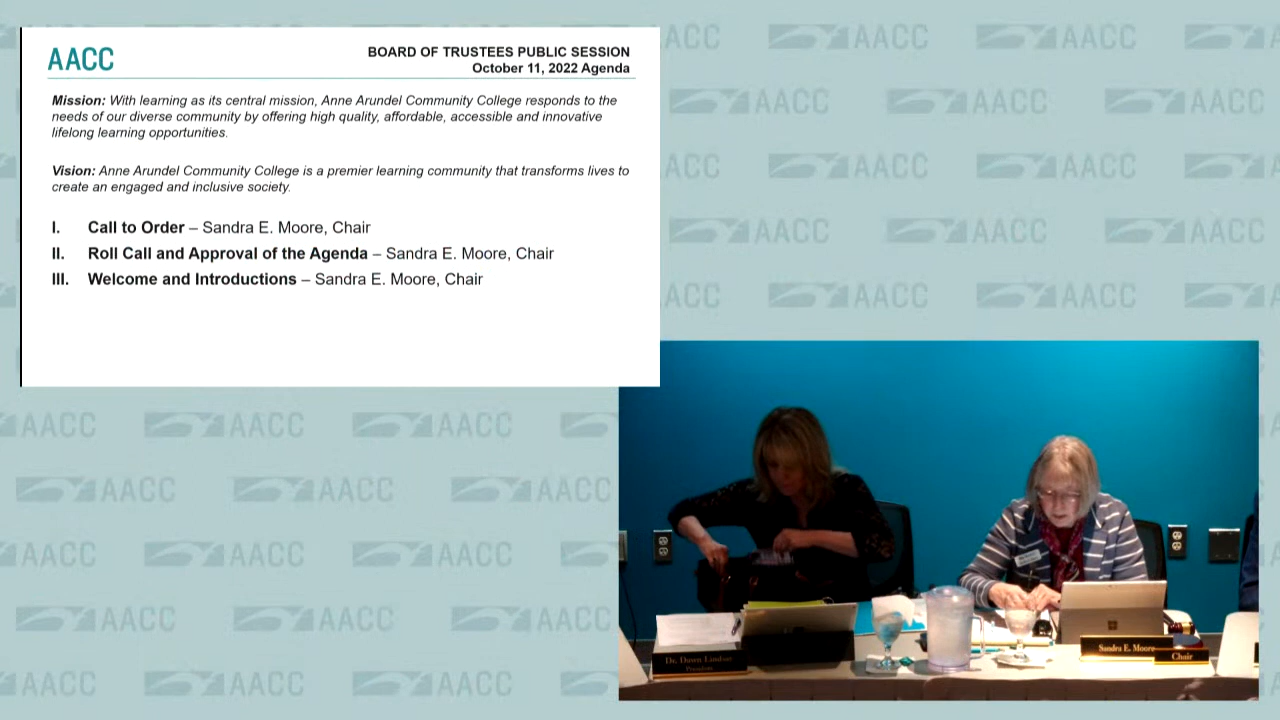 AACC
BOARD OF TRUSTEES PUBLIC SESSION
October 11, 2022 Agenda
Mission: With learning as its central mission, Anne Arundel Community College responds to the
needs of our diverse community by offering high quality, affordable, accessible and innovative
lifelong learning opportunities.
Vision: Anne Arundel Community College is a premier learning community that transforms lives to
create an engaged and inclusive society.
I. Call to Order – Sandra E. Moore, Chair
II. Roll Call and Approval of the Agenda – Sandra E. Moore, Chair
III. Welcome and Introductions – Sandra E. Moore, Chair
Dr. Dawn Lindsay
President
Sandra E. Moore
Chair